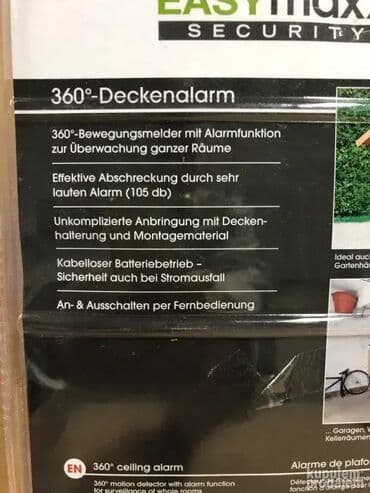 EASYmaxx
SECURITY
360°-Deckenalarm
360°-Bewegungsmelder mit Alarmfunktion
zur Überwachung ganzer Räume
Effektive Abschreckung durch sehr
lauten Alarm (105 db)
Unkomplizierte Anbringung mit Decken-
halterung und Montagematerial
Kabelloser Batteriebetrieb –
Sicherheit auch bei Stromausfall
An- & Ausschalten per Fernbedienung
Ideal auch
Gartenhä
... Garagen, W
Kellerräumen
EN 360° ceiling alarm
360° motion detector with alarm function
for surveillance of whole rooms
Alarme de plafo
kupujem
prodajem